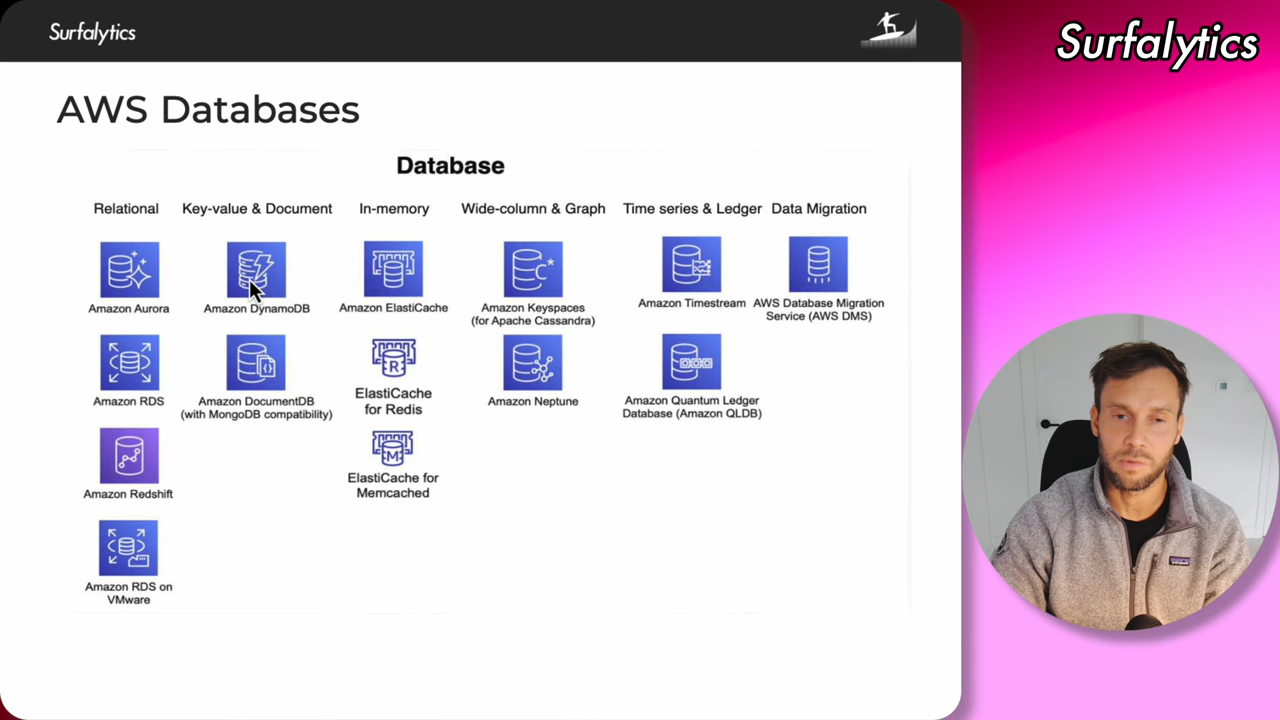 Surfalytics
Surfalytics
AWS Databases
Database
Relational
Key-value & Document
In-memory
Wide-column & Graph
Time series & Ledger
Data Migration
Amazon Aurora
Amazon DynamoDB
Amazon ElastiCache
Amazon Keyspaces
(for Apache Cassandra)
Amazon Timestream
AWS Database Migration
Service (AWS DMS)
Amazon RDS
Amazon DocumentDB
(with MongoDB compatibility)
R
ElastiCache
for Redis
Amazon Neptune
Amazon Quantum Ledger
Database (Amazon QLDB)
Amazon Redshift
M
ElastiCache for
Memcached
Amazon RDS on
VMware